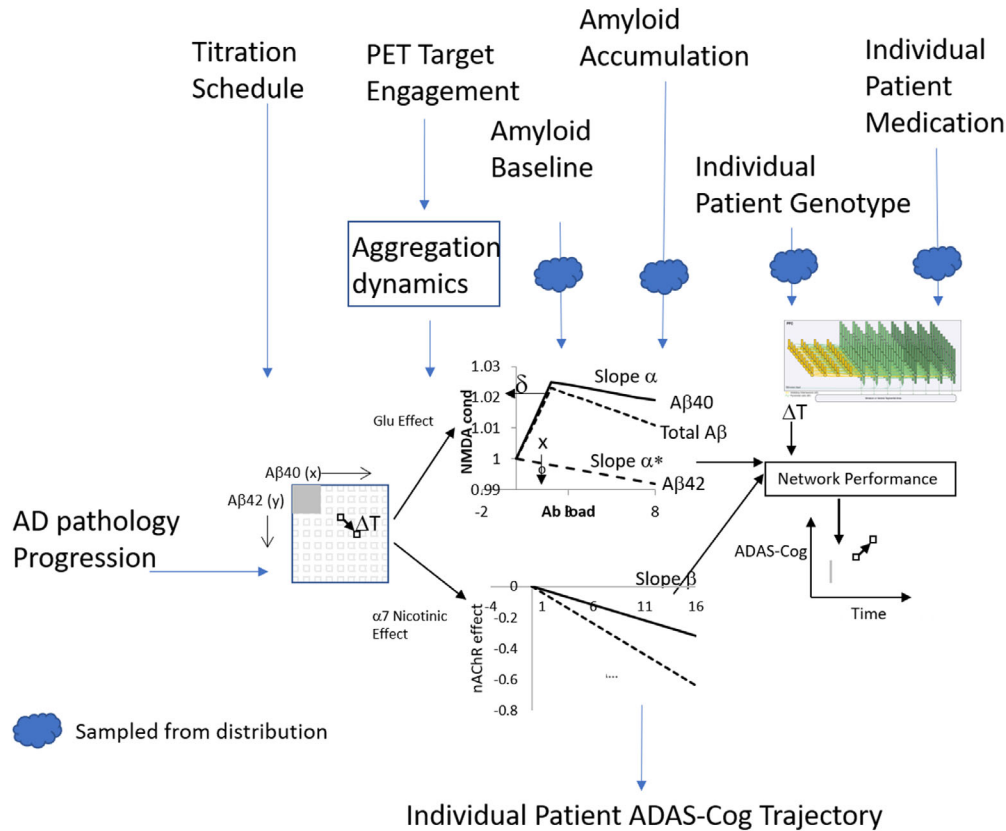 Titration
Schedule
PET Target
Engagement
Amyloid
Baseline
Amyloid
Accumulation
Individual
Patient
Medication
Individual
Patient Genotype
Aggregation
dynamics
Glu Effect
NMDA cond
1.03
1.02
1.01
1
0.99
δ
Slope α
Aβ40
Total Aβ
x
Slope α*
Aβ42
-2
Ab load
3
8
ΔT
Network Performance
ADAS-Cog
Time
Aβ40 (x)
Aβ42 (y)
ΔT
AD pathology
Progression
α7 Nicotinic
Effect
nAChR effect
Slope β
-4
1
6
11
16
0
-0.2
-0.4
-0.6
-0.8
....
Sampled from distribution
Individual Patient ADAS-Cog Trajectory